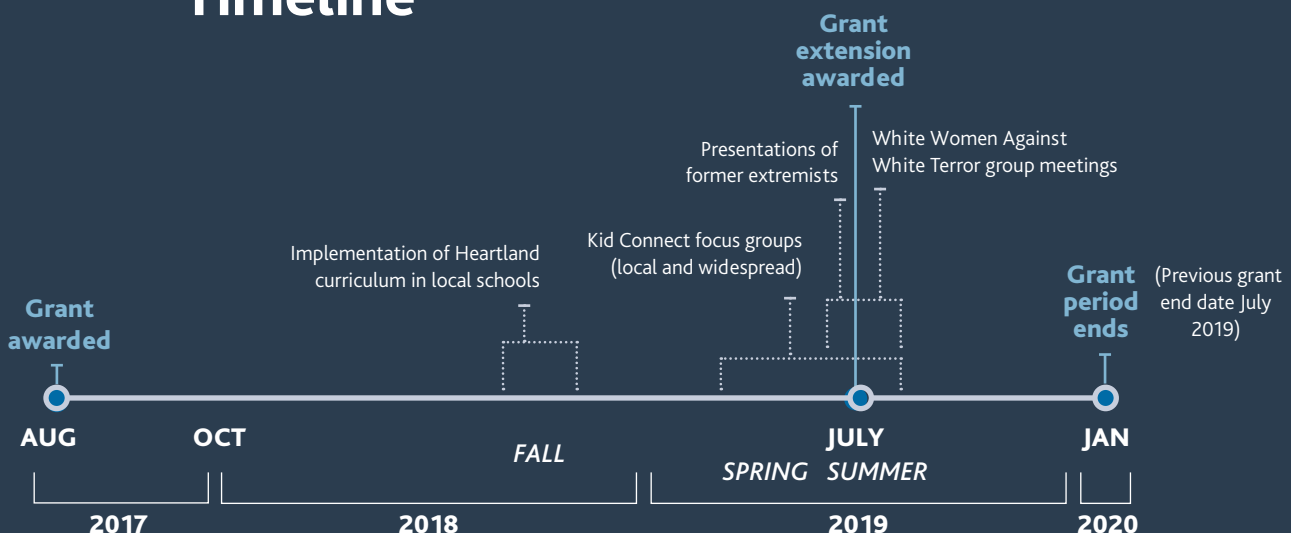 Timeline
Grant
extension
awarded
Presentations of
former extremists
White Women Against
White Terror group meetings
Implementation of Heartland
curriculum in local schools
Kid Connect focus groups
(local and widespread)
Grant
awarded
Grant
period
ends
(Previous grant
end date July
2019)
AUG
OCT
FALL
JULY
JAN
SPRING
SUMMER
2017
2018
2019
2020